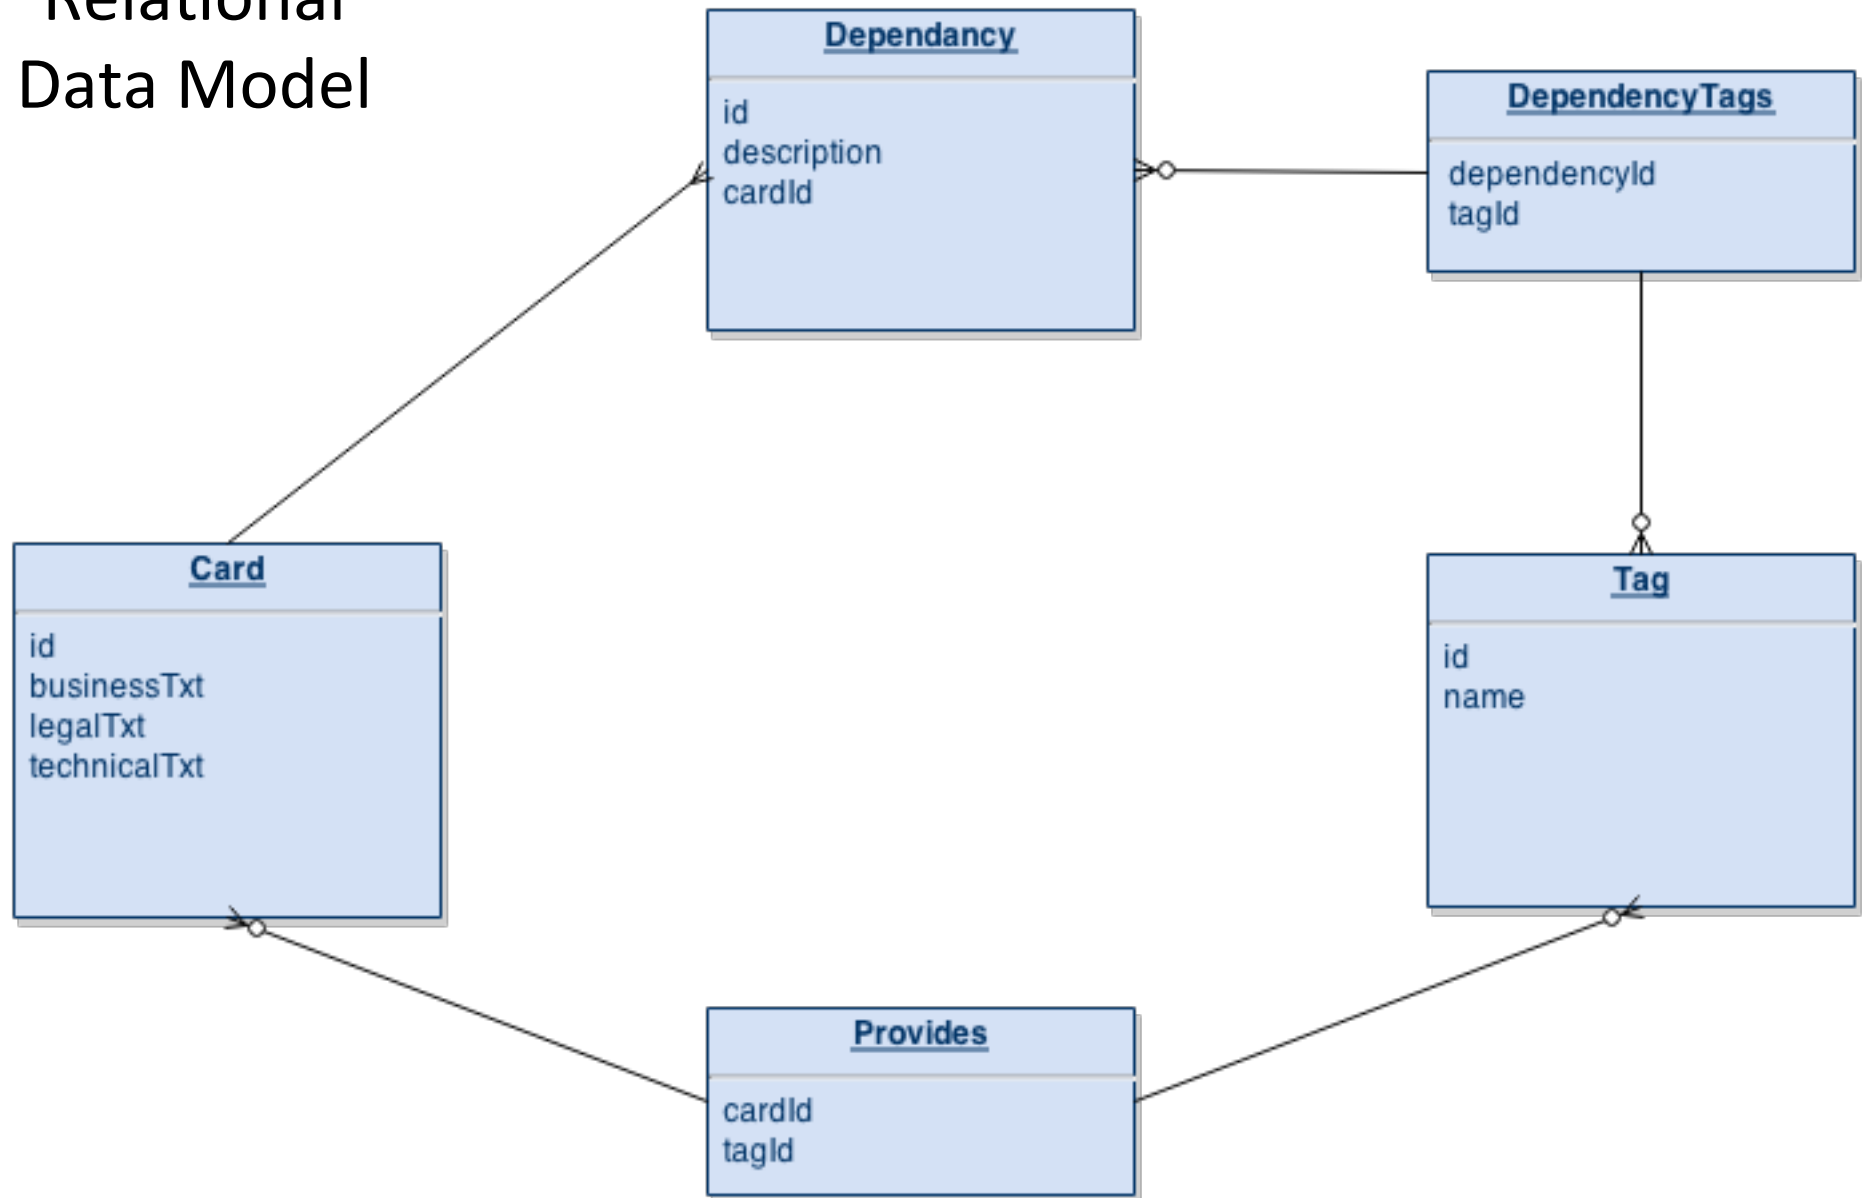 Relational
Data Model
Dependancy
id
description
cardId
DependencyTags
dependencyId
tagId
Card
id
businessTxt
legalTxt
technicalTxt
Tag
id
name
Provides
cardId
tagId